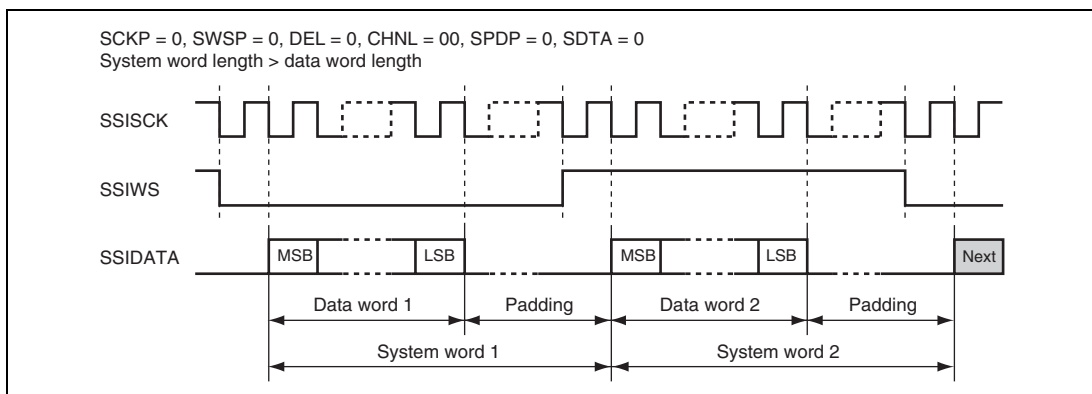 SCKP = 0, SWSP = 0, DEL = 0, CHNL = 00, SPDP = 0, SDTA = 0
System word length > data word length
SSISCK
SSIWS
SSIDATA
MSB LSB MSB LSB Next
Data word 1 Padding Data word 2 Padding
System word 1 System word 2